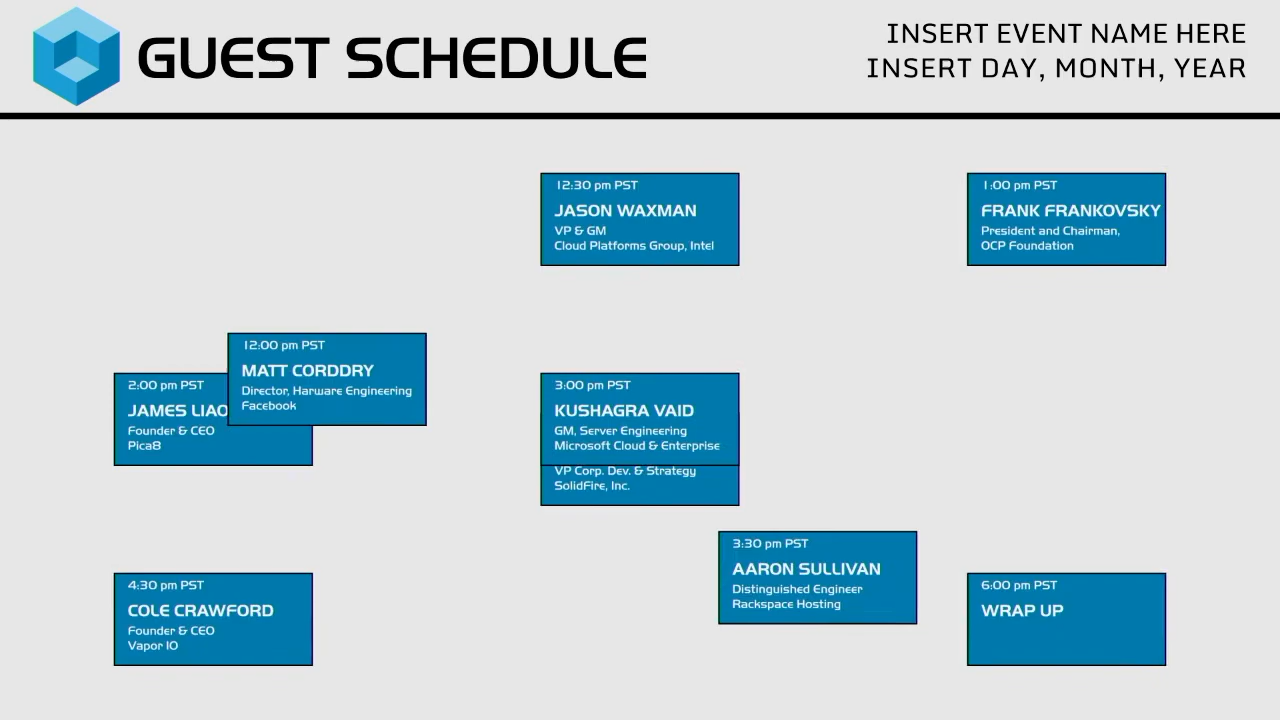 GUEST SCHEDULE
INSERT EVENT NAME HERE
INSERT DAY, MONTH, YEAR
12:30 pm PST
JASON WAXMAN
VP & GM
Cloud Platforms Group, Intel
1:00 pm PST
FRANK FRANKOVSKY
President and Chairman,
OCP Foundation
12:00 pm PST
MATT CORDDRY
Director, Harware Engineering
Facebook
2:00 pm PST
JAMES LIAO
Founder & CEO
Pica8
3:00 pm PST
KUSHAGRA VAID
GM, Server Engineering
Microsoft Cloud & Enterprise
VP Corp. Dev. & Strategy
SolidFire, Inc.
3:30 pm PST
AARON SULLIVAN
Distinguished Engineer
Rackspace Hosting
4:30 pm PST
COLE CRAWFORD
Founder & CEO
Vapor IO
6:00 pm PST
WRAP UP